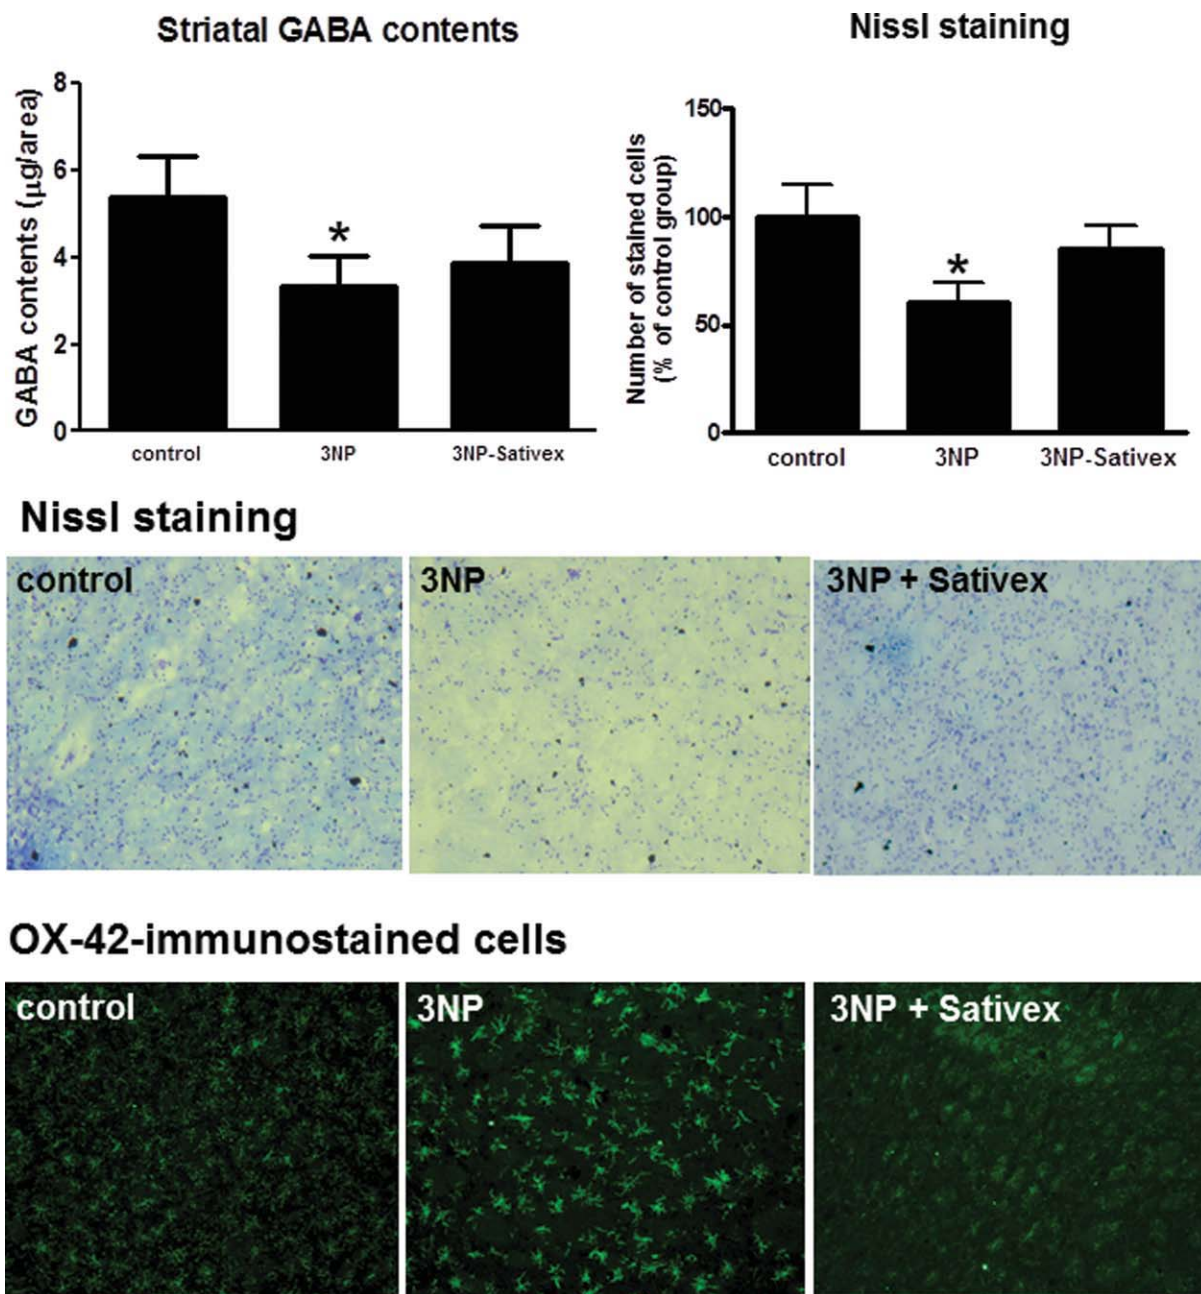 Striatal GABA contents
GABA contents (µg/area)
8
6
4
2
0
*
control
3NP
3NP-Sativex
Nissl staining
Number of stained cells
(% of control group)
150
100
50
0
*
control
3NP
3NP-Sativex
Nissl staining
control
3NP
3NP + Sativex
OX-42-immunostained cells
control
3NP
3NP + Sativex